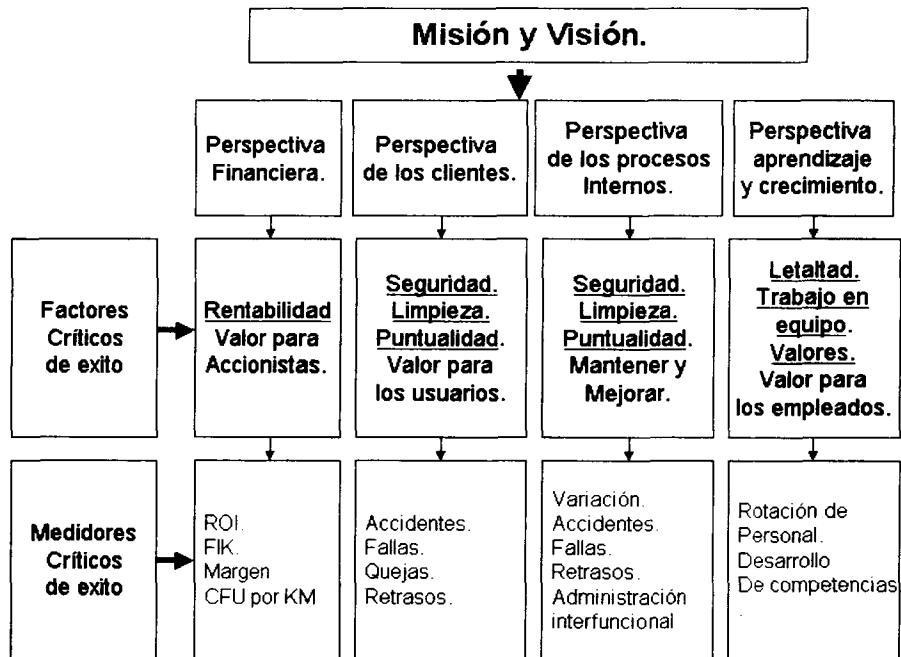 Misión y Visión.
Perspectiva
Financiera.
Perspectiva
de los clientes.
Perspectiva
de los procesos
Internos.
Perspectiva
aprendizaje
y crecimiento.
Factores
Críticos
de exito
Rentabilidad
Valor para
Accionistas.
Seguridad.
Limpieza.
Puntualidad.
Valor para
los usuarios.
Seguridad.
Limpieza.
Puntualidad.
Mantener y
Mejorar.
Letaltad.
Trabajo en
equipo.
Valores.
Valor para
los empleados.
Medidores
Críticos
de exito
ROI.
FIK.
Margen
CFU por KM
Accidentes.
Fallas.
Quejas.
Retrasos.
Variación.
Accidentes.
Fallas.
Retrasos.
Administración
interfuncional
Rotación de
Personal.
Desarrollo
De competencias
.